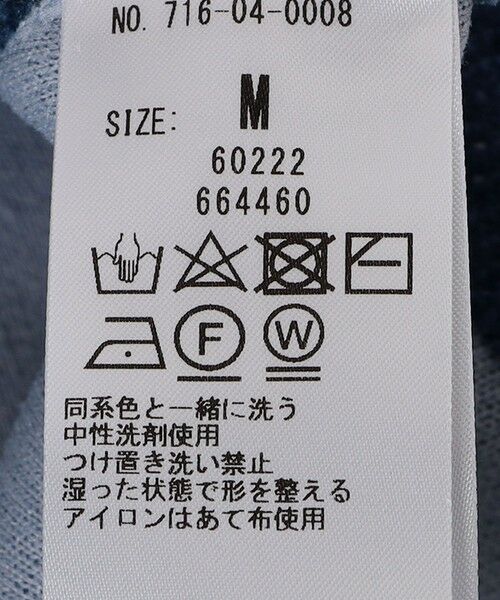 NO. 716-04-0008
SIZE: M
60222
664460
F W
同系色と一緒に洗う
中性洗剤使用
つけ置き洗い禁止
湿った状態で形を整える
アイロンはあて布使用